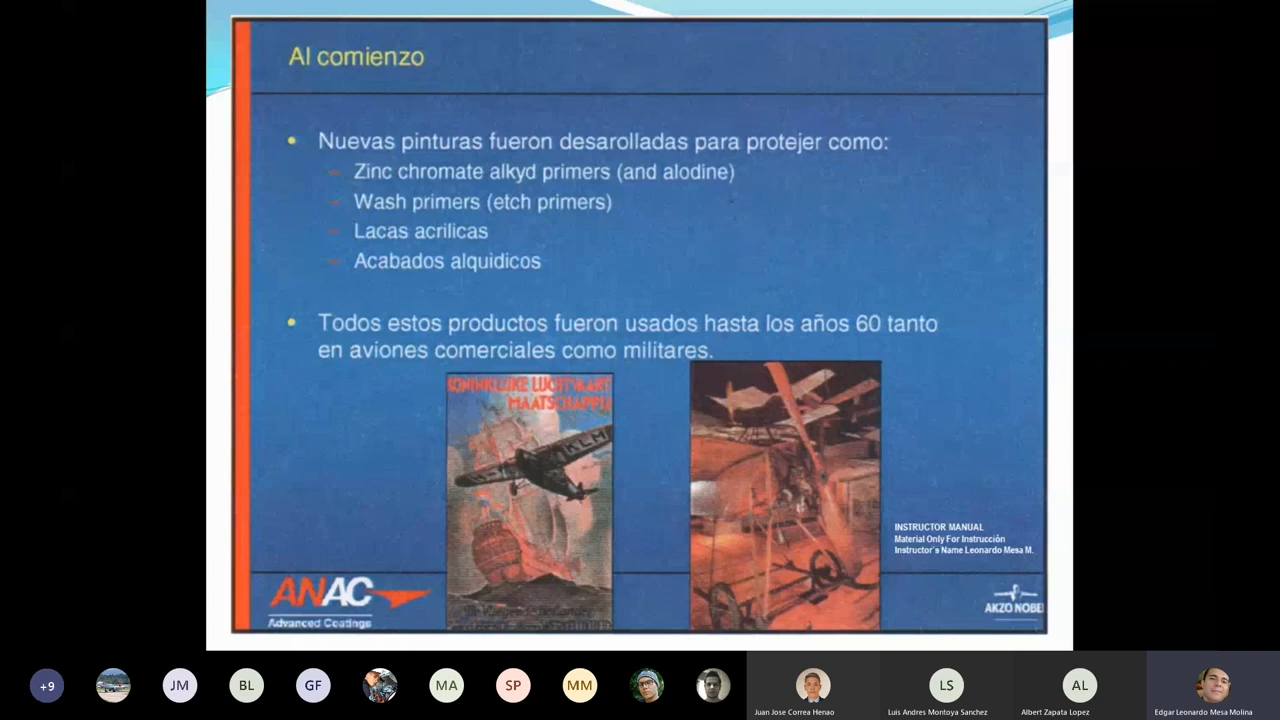 Al comienzo
Nuevas pinturas fueron desarolladas para protejer como:
Zinc chromate alkyd primers (and alodine)
Wash primers (etch primers)
Lacas acrilicas
Acabados alquidicos
Todos estos productos fueron usados hasta los años 60 tanto
en aviones comerciales como militares.
KONINKLIJKE LUCHTVAART
MAATSCHAPPIJ
KLM
INSTRUCTOR MANUAL
Material Only For Instrucción
Instructor´s Name Leonardo Mesa M.
ANAC
Advanced Coatings
AKZO NOBEL
+9
JM
BL
GF
MA
SP
MM
LS
AL
Juan Jose Correa Henao
Luis Andres Montoya Sanchez
Albert Zapata Lopez
Edgar Leonardo Mesa Molina